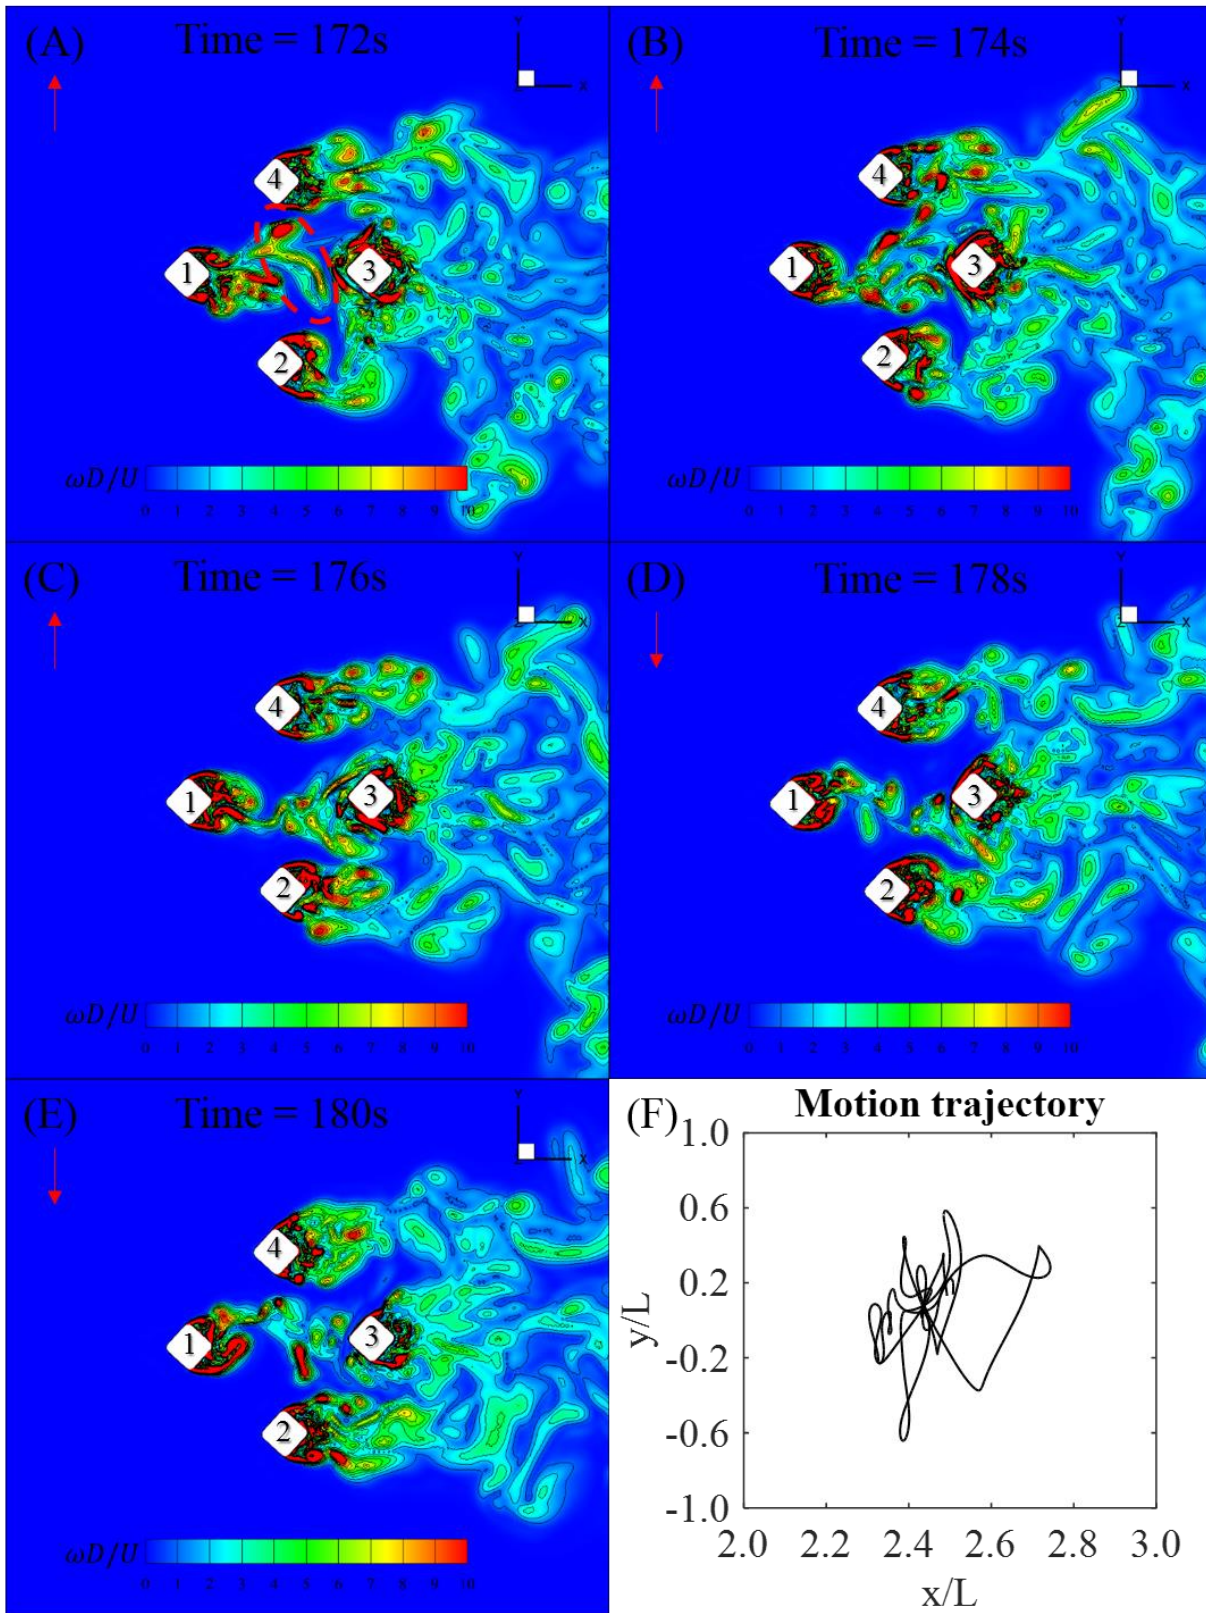 (A) Time = 172s
Y
X
4
1
3
2
ωD/U
0 1 2 3 4 5 6 7 8 9 10
(B) Time = 174s
Y
X
4
1
3
2
ωD/U
0 1 2 3 4 5 6 7 8 9 10
(C) Time = 176s
Y
X
4
1
3
2
ωD/U
0 1 2 3 4 5 6 7 8 9 10
(D) Time = 178s
Y
X
4
1
3
2
ωD/U
0 1 2 3 4 5 6 7 8 9 10
(E) Time = 180s
Y
X
4
1
3
2
ωD/U
0 1 2 3 4 5 6 7 8 9 10
(F) Motion trajectory
1.0
0.6
0.2
-0.2
-0.6
-1.0
y/L
2.0 2.2 2.4 2.6 2.8 3.0
x/L